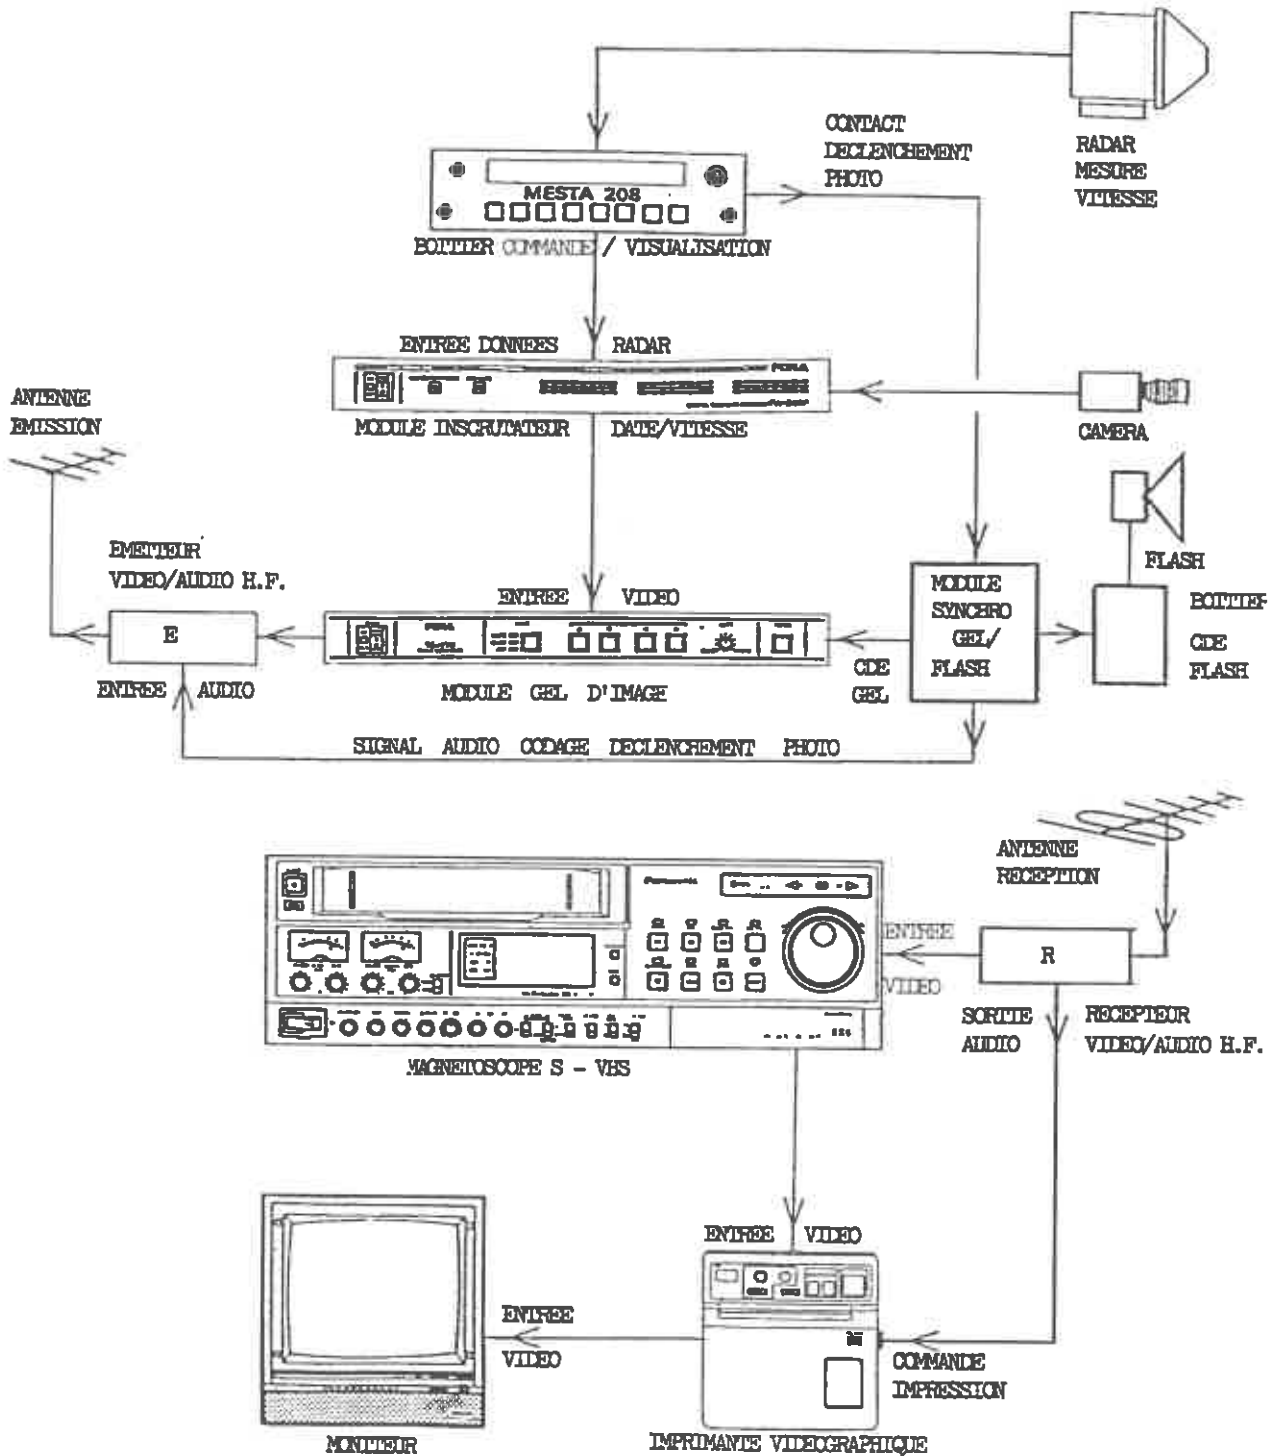 CONTACT
DECLENCHEMENT
PHOTO
RADAR
MESURE
VITESSE
MESTA 208
BOITIER COMMANDE / VISUALISATION
ENTREE DONNEES RADAR
MODULE INSCRUTATEUR DATE/VITESSE
CAMERA
ANTENNE
EMISSION
EMETTEUR
VIDEO/AUDIO H.F.
E
ENTREE AUDIO
ENTREE VIDEO
MODULE GEL D'IMAGE
CDE
GEL
MODULE
SYNCHRO
GEL/
FLASH
FLASH
BOITIER
CDE
FLASH
SIGNAL AUDIO CODAGE DECLENCHEMENT PHOTO
ANTENNE
RECEPTION
Panasonic
ENTREE
VIDEO
R
SORTIE
AUDIO
RECEPTEUR
VIDEO/AUDIO H.F.
MAGNETOSCOPE S - VHS
ENTREE VIDEO
ENTREE
VIDEO
COMMANDE
IMPRESSION
MONITEUR
IMPRIMANTE VIDEOGRAPHIQUE